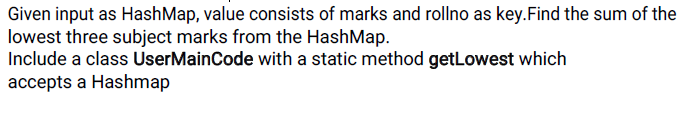 Given input as HashMap, value consists of marks and rollno as key.Find the sum of the
lowest three subject marks from the HashMap.
Include a class UserMainCode with a static method getLowest which
accepts a Hashmap